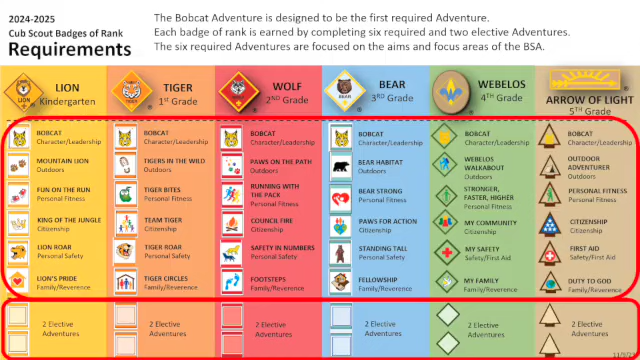 2024-2025
Cub Scout Badges of Rank
Requirements
The Bobcat Adventure is designed to be the first required Adventure.
Each badge of rank is earned by completing six required and two elective Adventures.
The six required Adventures are focused on the aims and focus areas of the BSA.
LION
Kindergarten
TIGER
1ST Grade
WOLF
2ND Grade
BEAR
3RD Grade
WEBELOS
4TH Grade
ARROW OF LIGHT
5TH Grade
BOBCAT
Character/Leadership
MOUNTAIN LION
Outdoors
FUN ON THE RUN
Personal Fitness
KING OF THE JUNGLE
Citizenship
LION ROAR
Personal Safety
LION'S PRIDE
Family/Reverence
2 Elective
Adventures
BOBCAT
Character/Leadership
TIGERS IN THE WILD
Outdoors
TIGER BITES
Personal Fitness
TEAM TIGER
Citizenship
TIGER ROAR
Personal Safety
TIGER CIRCLES
Family/Reverence
2 Elective
Adventures
BOBCAT
Character/Leadership
PAWS ON THE PATH
Outdoors
RUNNING WITH
THE PACK
Personal Fitness
COUNCIL FIRE
Citizenship
SAFETY IN NUMBERS
Personal Safety
FOOTSTEPS
Family/Reverence
2 Elective
Adventures
BOBCAT
Character/Leadership
BEAR HABITAT
Outdoors
BEAR STRONG
Personal Fitness
PAWS FOR ACTION
Citizenship
STANDING TALL
Personal Safety
FELLOWSHIP
Family/Reverence
2 Elective
Adventures
BOBCAT
Character/Leadership
WEBELOS
WALKABOUT
Outdoors
STRONGER,
FASTER, HIGHER
Personal Fitness
MY COMMUNITY
Citizenship
MY SAFETY
Safety/First Aid
MY FAMILY
Family/Reverence
2 Elective
Adventures
BOBCAT
Character/Leadership
OUTDOOR
ADVENTURER
Outdoors
PERSONAL FITNESS
Personal Fitness
CITIZENSHIP
Citizenship
FIRST AID
Safety/First Aid
DUTY TO GOD
Family/Reverence
2 Elective
Adventures